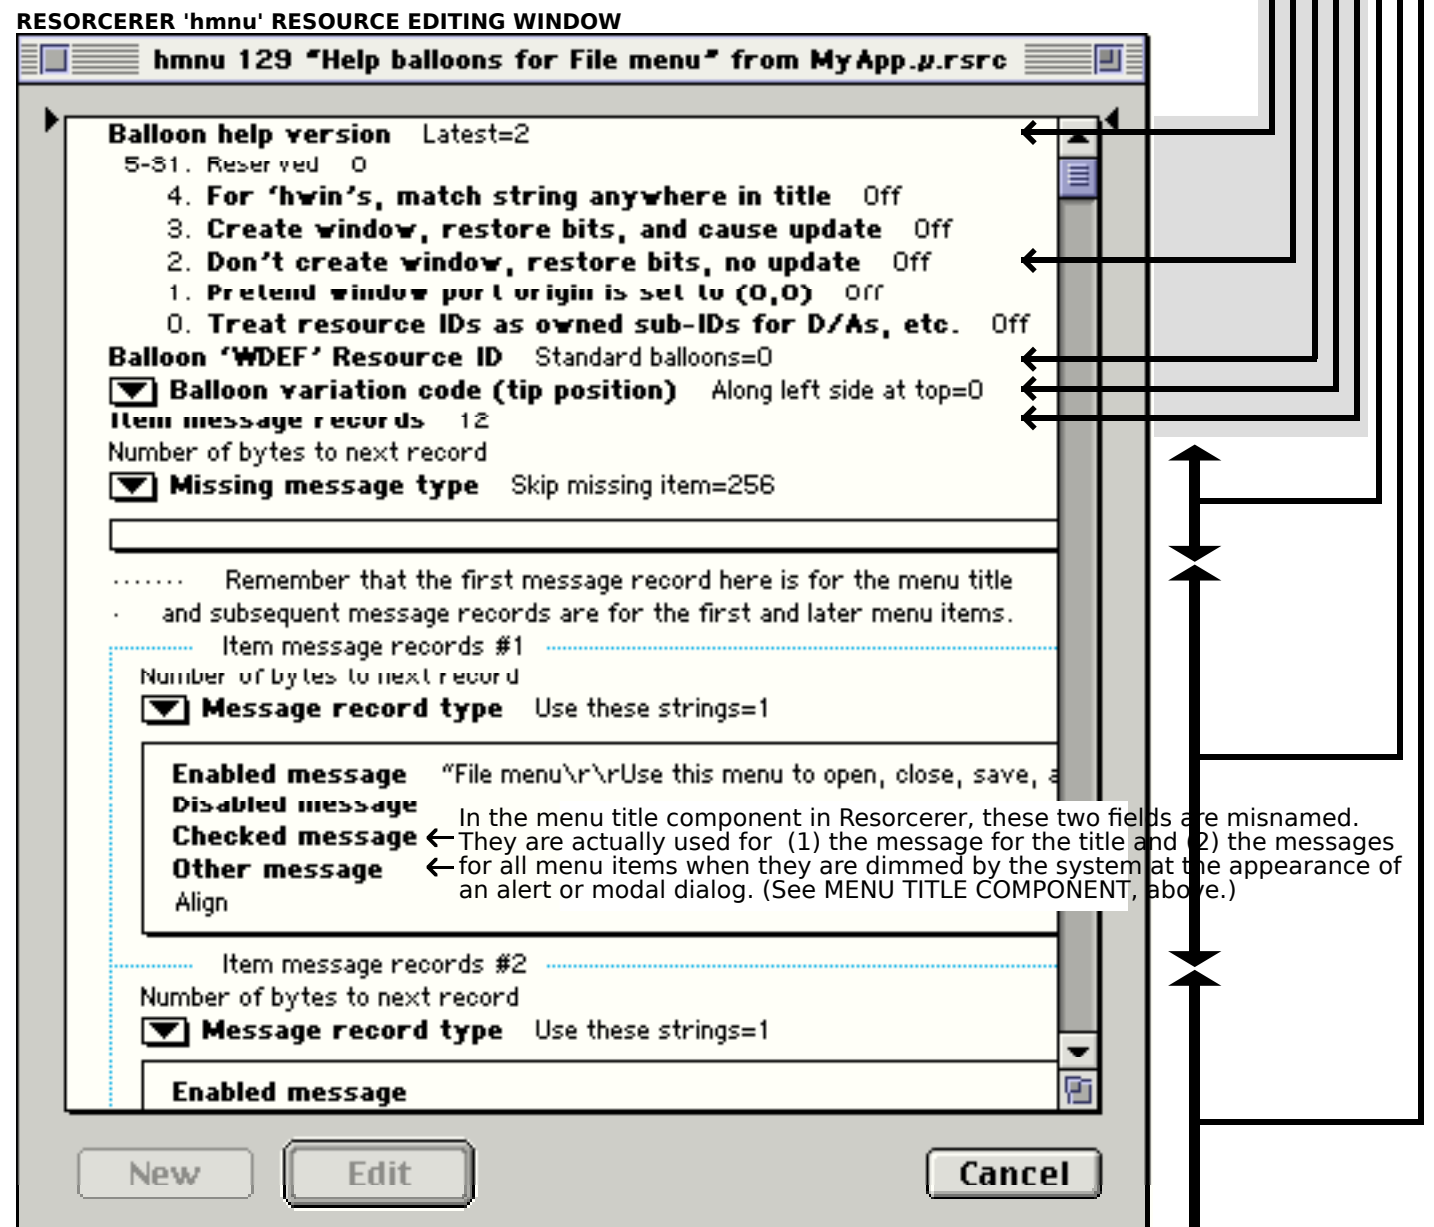 RESORCERER 'hmnu' RESOURCE EDITING WINDOW
hmnu 129 “Help balloons for File menu” from MyApp.µ.rsrc
Balloon help version Latest=2
5-31. Reserved 0
4. For ‘hwin’s, match string anywhere in title Off
3. Create window, restore bits, and cause update Off
2. Don’t create window, restore bits, no update Off
1. Pretend window port origin is set to (0,0) Off
0. Treat resource IDs as owned sub-IDs for D/As, etc. Off
Balloon ‘WDEF’ Resource ID Standard balloons=0
Balloon variation code (tip position) Along left side at top=0
Item message records 12
Number of bytes to next record
Missing message type Skip missing item=256
······· Remember that the first message record here is for the menu title
· and subsequent message records are for the first and later menu items.
Item message records #1
Number of bytes to next record
Message record type Use these strings=1
Enabled message “File menu\r\rUse this menu to open, close, save, a
Disabled message
Checked message
Other message
Align
In the menu title component in Resorcerer, these two fields are misnamed.
They are actually used for (1) the message for the title and (2) the messages
for all menu items when they are dimmed by the system at the appearance of
an alert or modal dialog. (See MENU TITLE COMPONENT, above.)
Item message records #2
Number of bytes to next record
Message record type Use these strings=1
Enabled message
New
Edit
Cancel